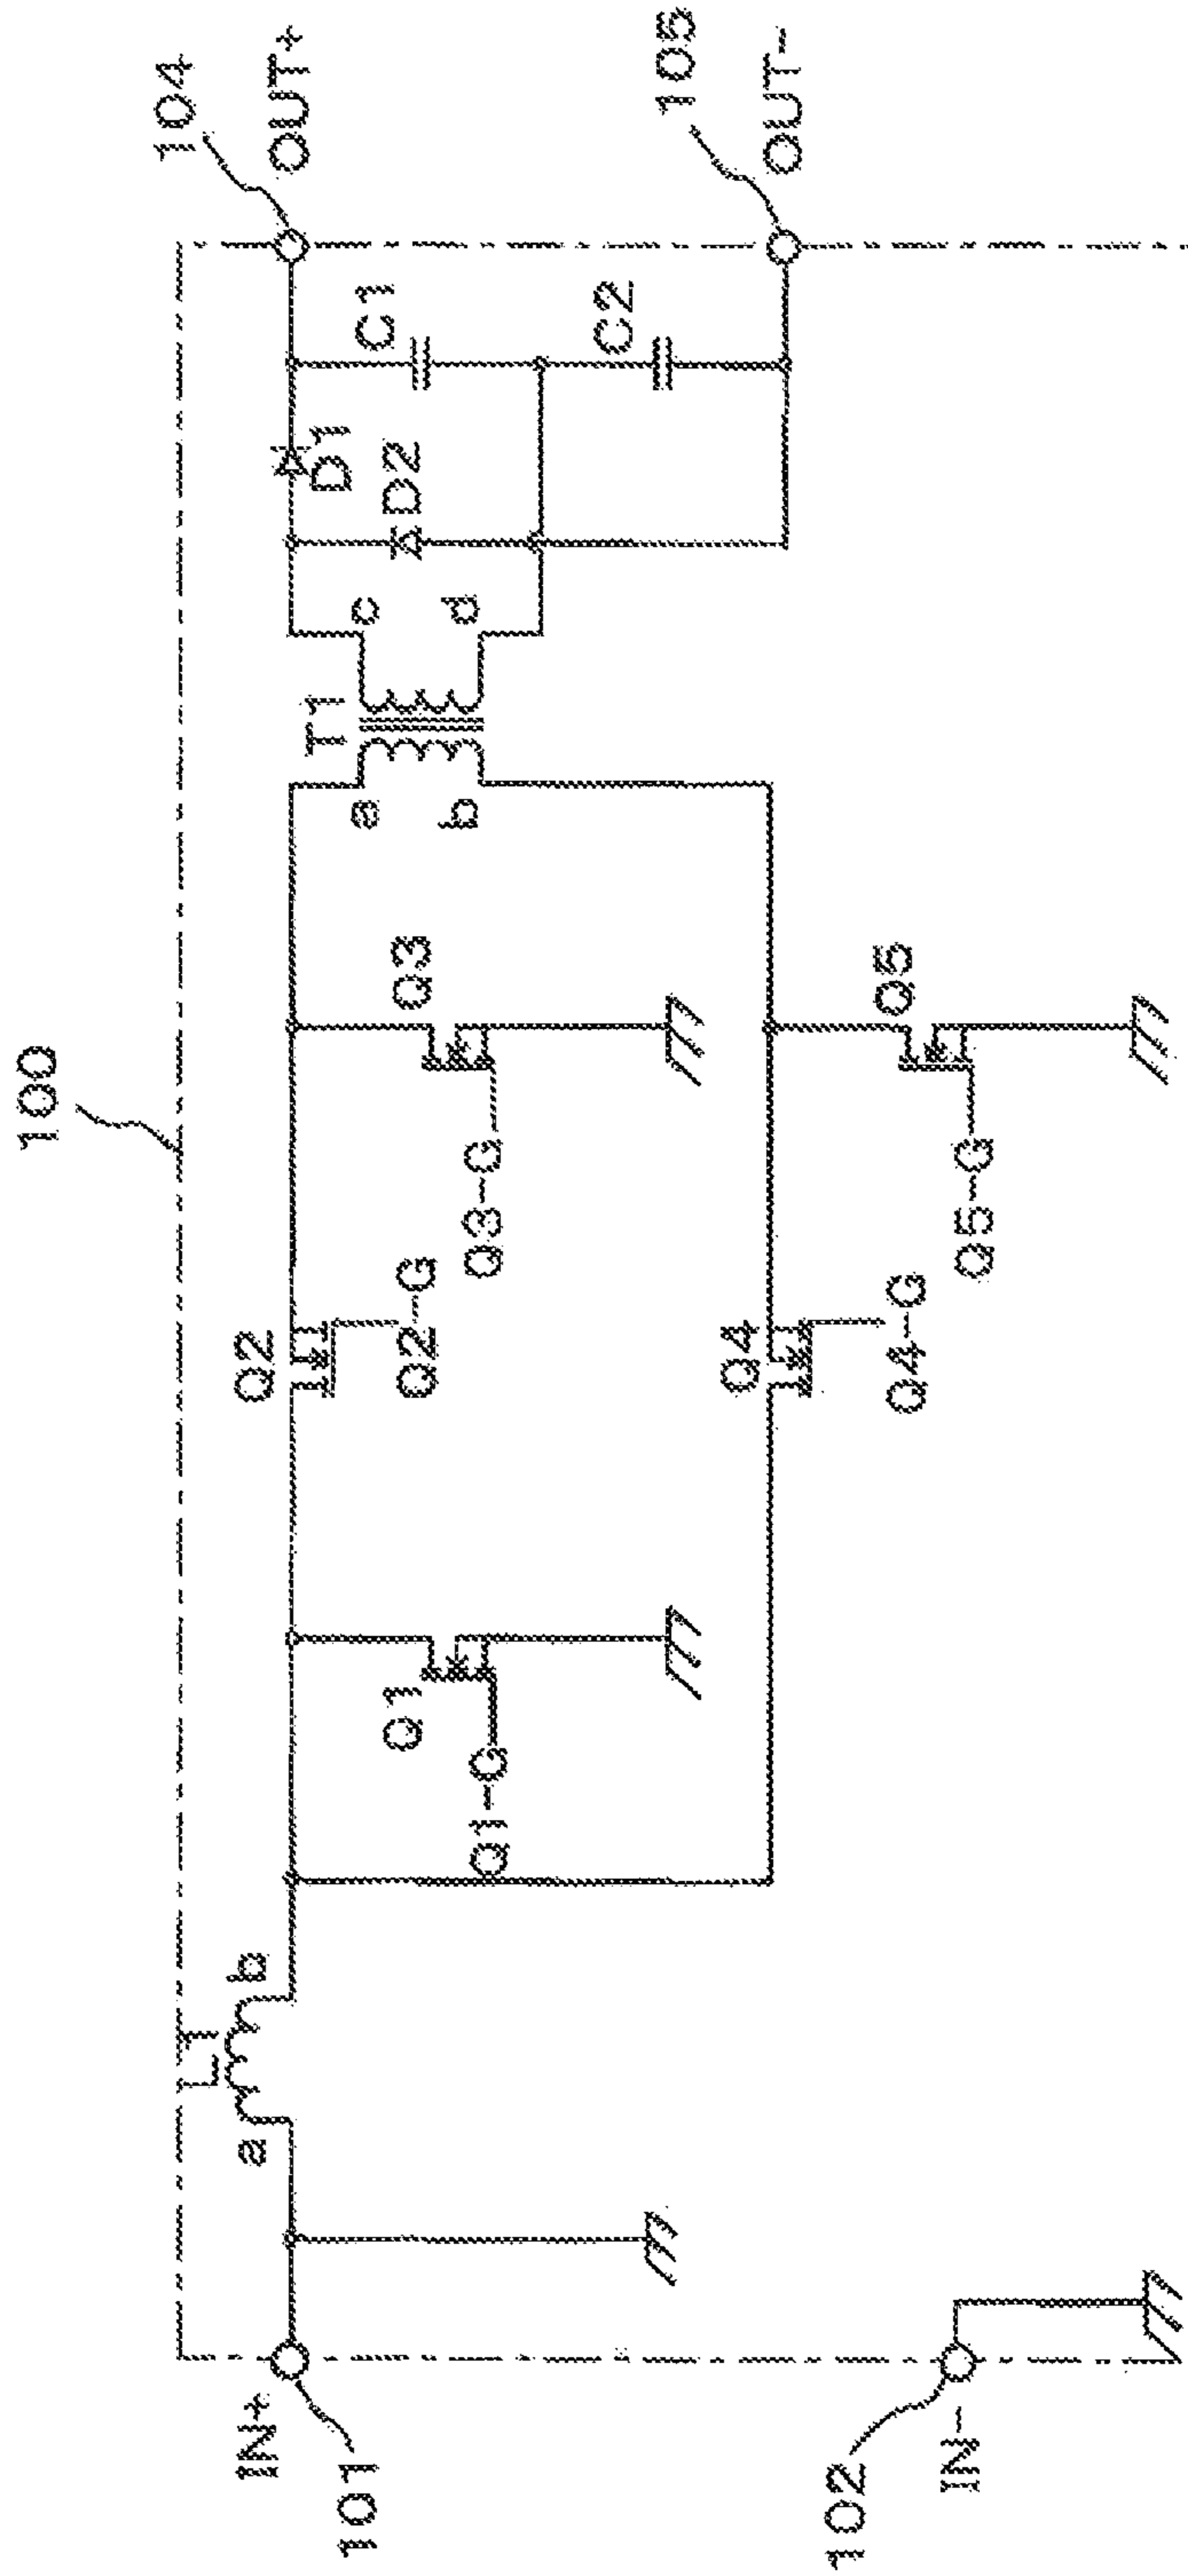 100
104
OUT+
105
OUT-
T1
a
b
c
d
D1
D2
C1
C2
L1
a
b
Q1
Q1-G
Q2
Q2-G
Q3
Q3-G
Q4
Q4-G
Q5
Q5-G
IN+
101
102
IN-